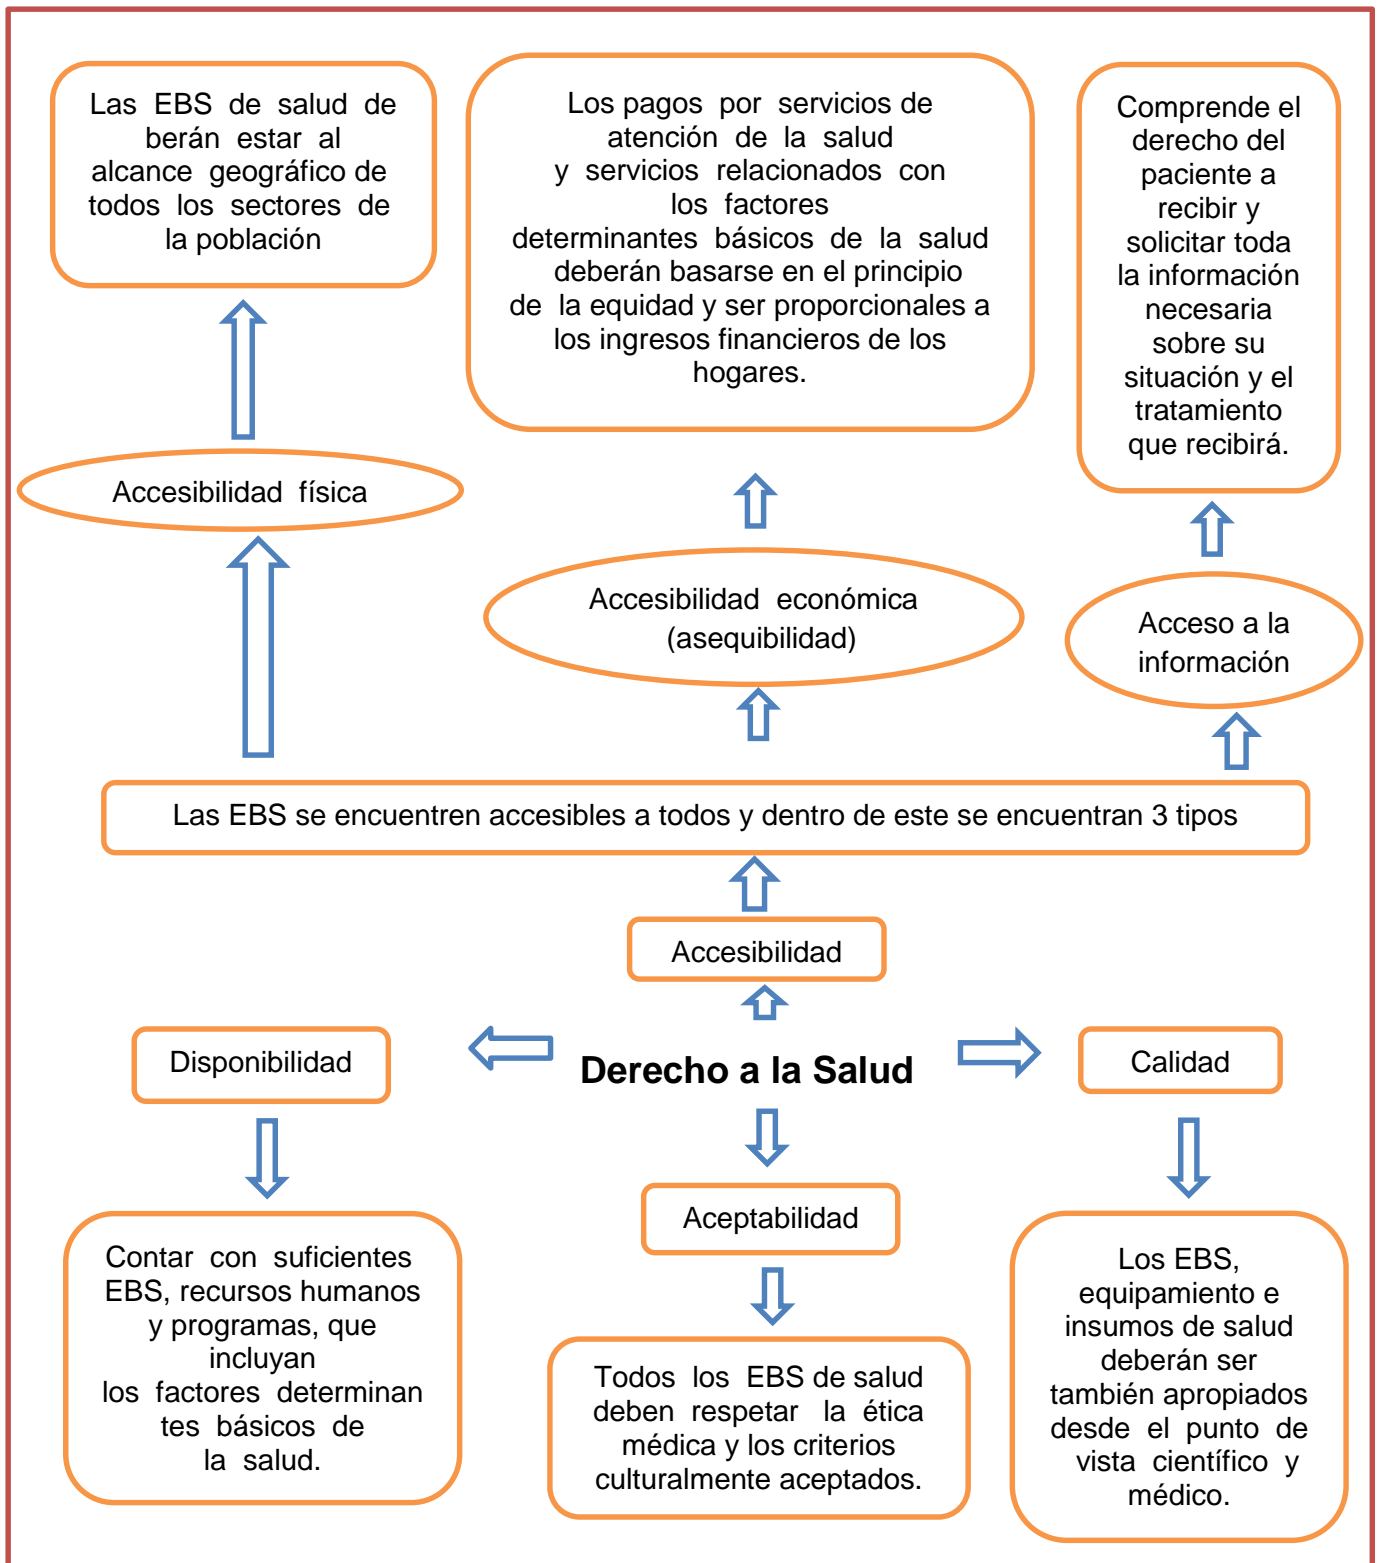 Las EBS de salud de
berán estar al
alcance geográfico de
todos los sectores de
la población
Los pagos por servicios de
atención de la salud
y servicios relacionados con
los factores
determinantes básicos de la salud
deberán basarse en el principio
de la equidad y ser proporcionales a
los ingresos financieros de los
hogares.
Comprende el
derecho del
paciente a
recibir y
solicitar toda
la información
necesaria
sobre su
situación y el
tratamiento
que recibirá.
Accesibilidad física
Accesibilidad económica
(asequibilidad)
Acceso a la
información
Las EBS se encuentren accesibles a todos y dentro de este se encuentran 3 tipos
Accesibilidad
Disponibilidad
Derecho a la Salud
Calidad
Aceptabilidad
Contar con suficientes
EBS, recursos humanos
y programas, que
incluyan
los factores determinan
tes básicos de
la salud.
Todos los EBS de salud
deben respetar la ética
médica y los criterios
culturalmente aceptados.
Los EBS,
equipamiento e
insumos de salud
deberán ser
también apropiados
desde el punto de
vista científico y
médico.